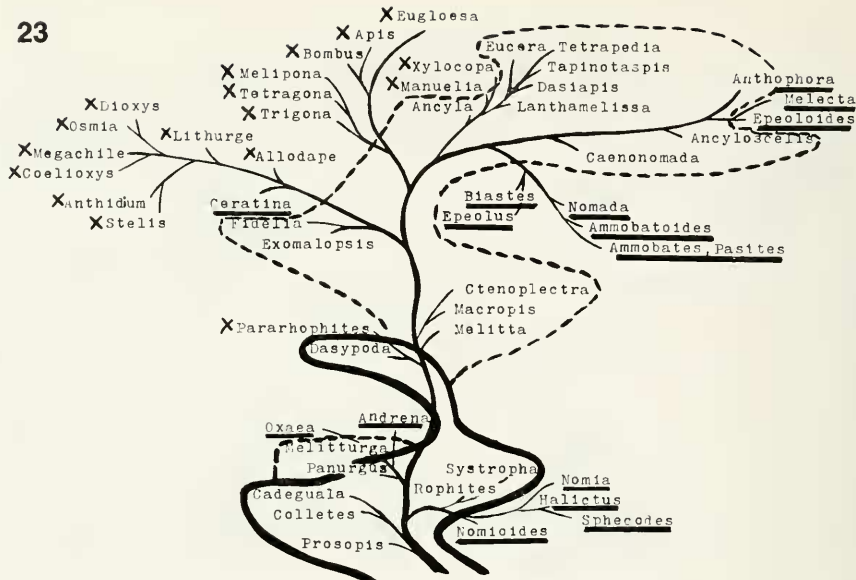 23
X Eugloesa
X Apis
X Bombus
Eucera Tetrapedia
X Xylocopa
Tapinotaspis
X Melipona
X Manuelia
Dasiapis
Anthophora
X Tetragona
Ancyla
Lanthamelissa
Melecta
X Dioxys
X Trigona
Epeoloides
X Osmia
X Lithurge
Ancyloscelis
X Megachile
X Allodape
Caenonomada
X Coelioxys
X Anthidium
Ceratina
Biastes
Nomada
X Stelis
Fidelia
Epeolus
Ammobatoides
Exomalopsis
Ammobates, Pasites
Ctenoplectra
Macropis
X Pararhophites
Melitta
Dasypoda
Andrena
Oxaea
Melitturga
Panurgus
Systropha
Nomia
Rophites
Cadeguala
Halictus
Colletes
Sphecodes
Prosopis
Nomioides